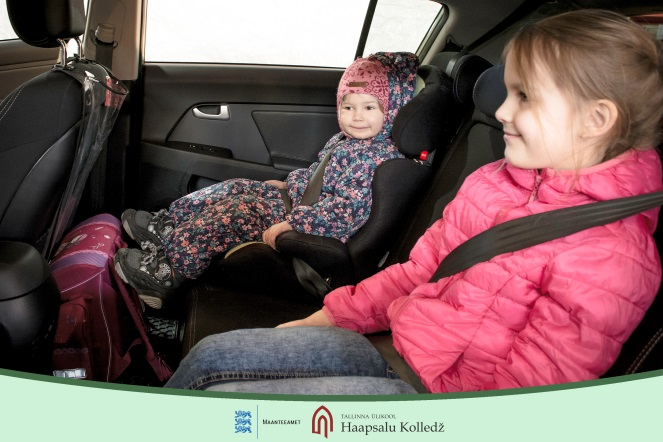 MAANTEEAMET
TALLINNA ÜLIKOOL
Haapsalu Kolledž